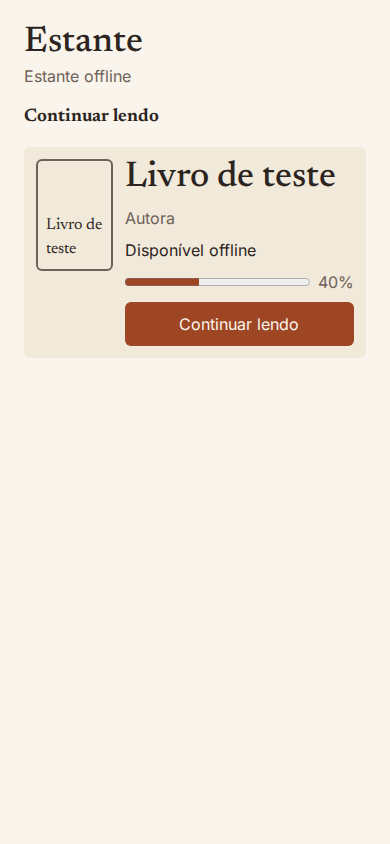 Estante
Estante offline
Continuar lendo
Livro de
teste
Livro de teste
Autora
Disponível offline
40%
Continuar lendo